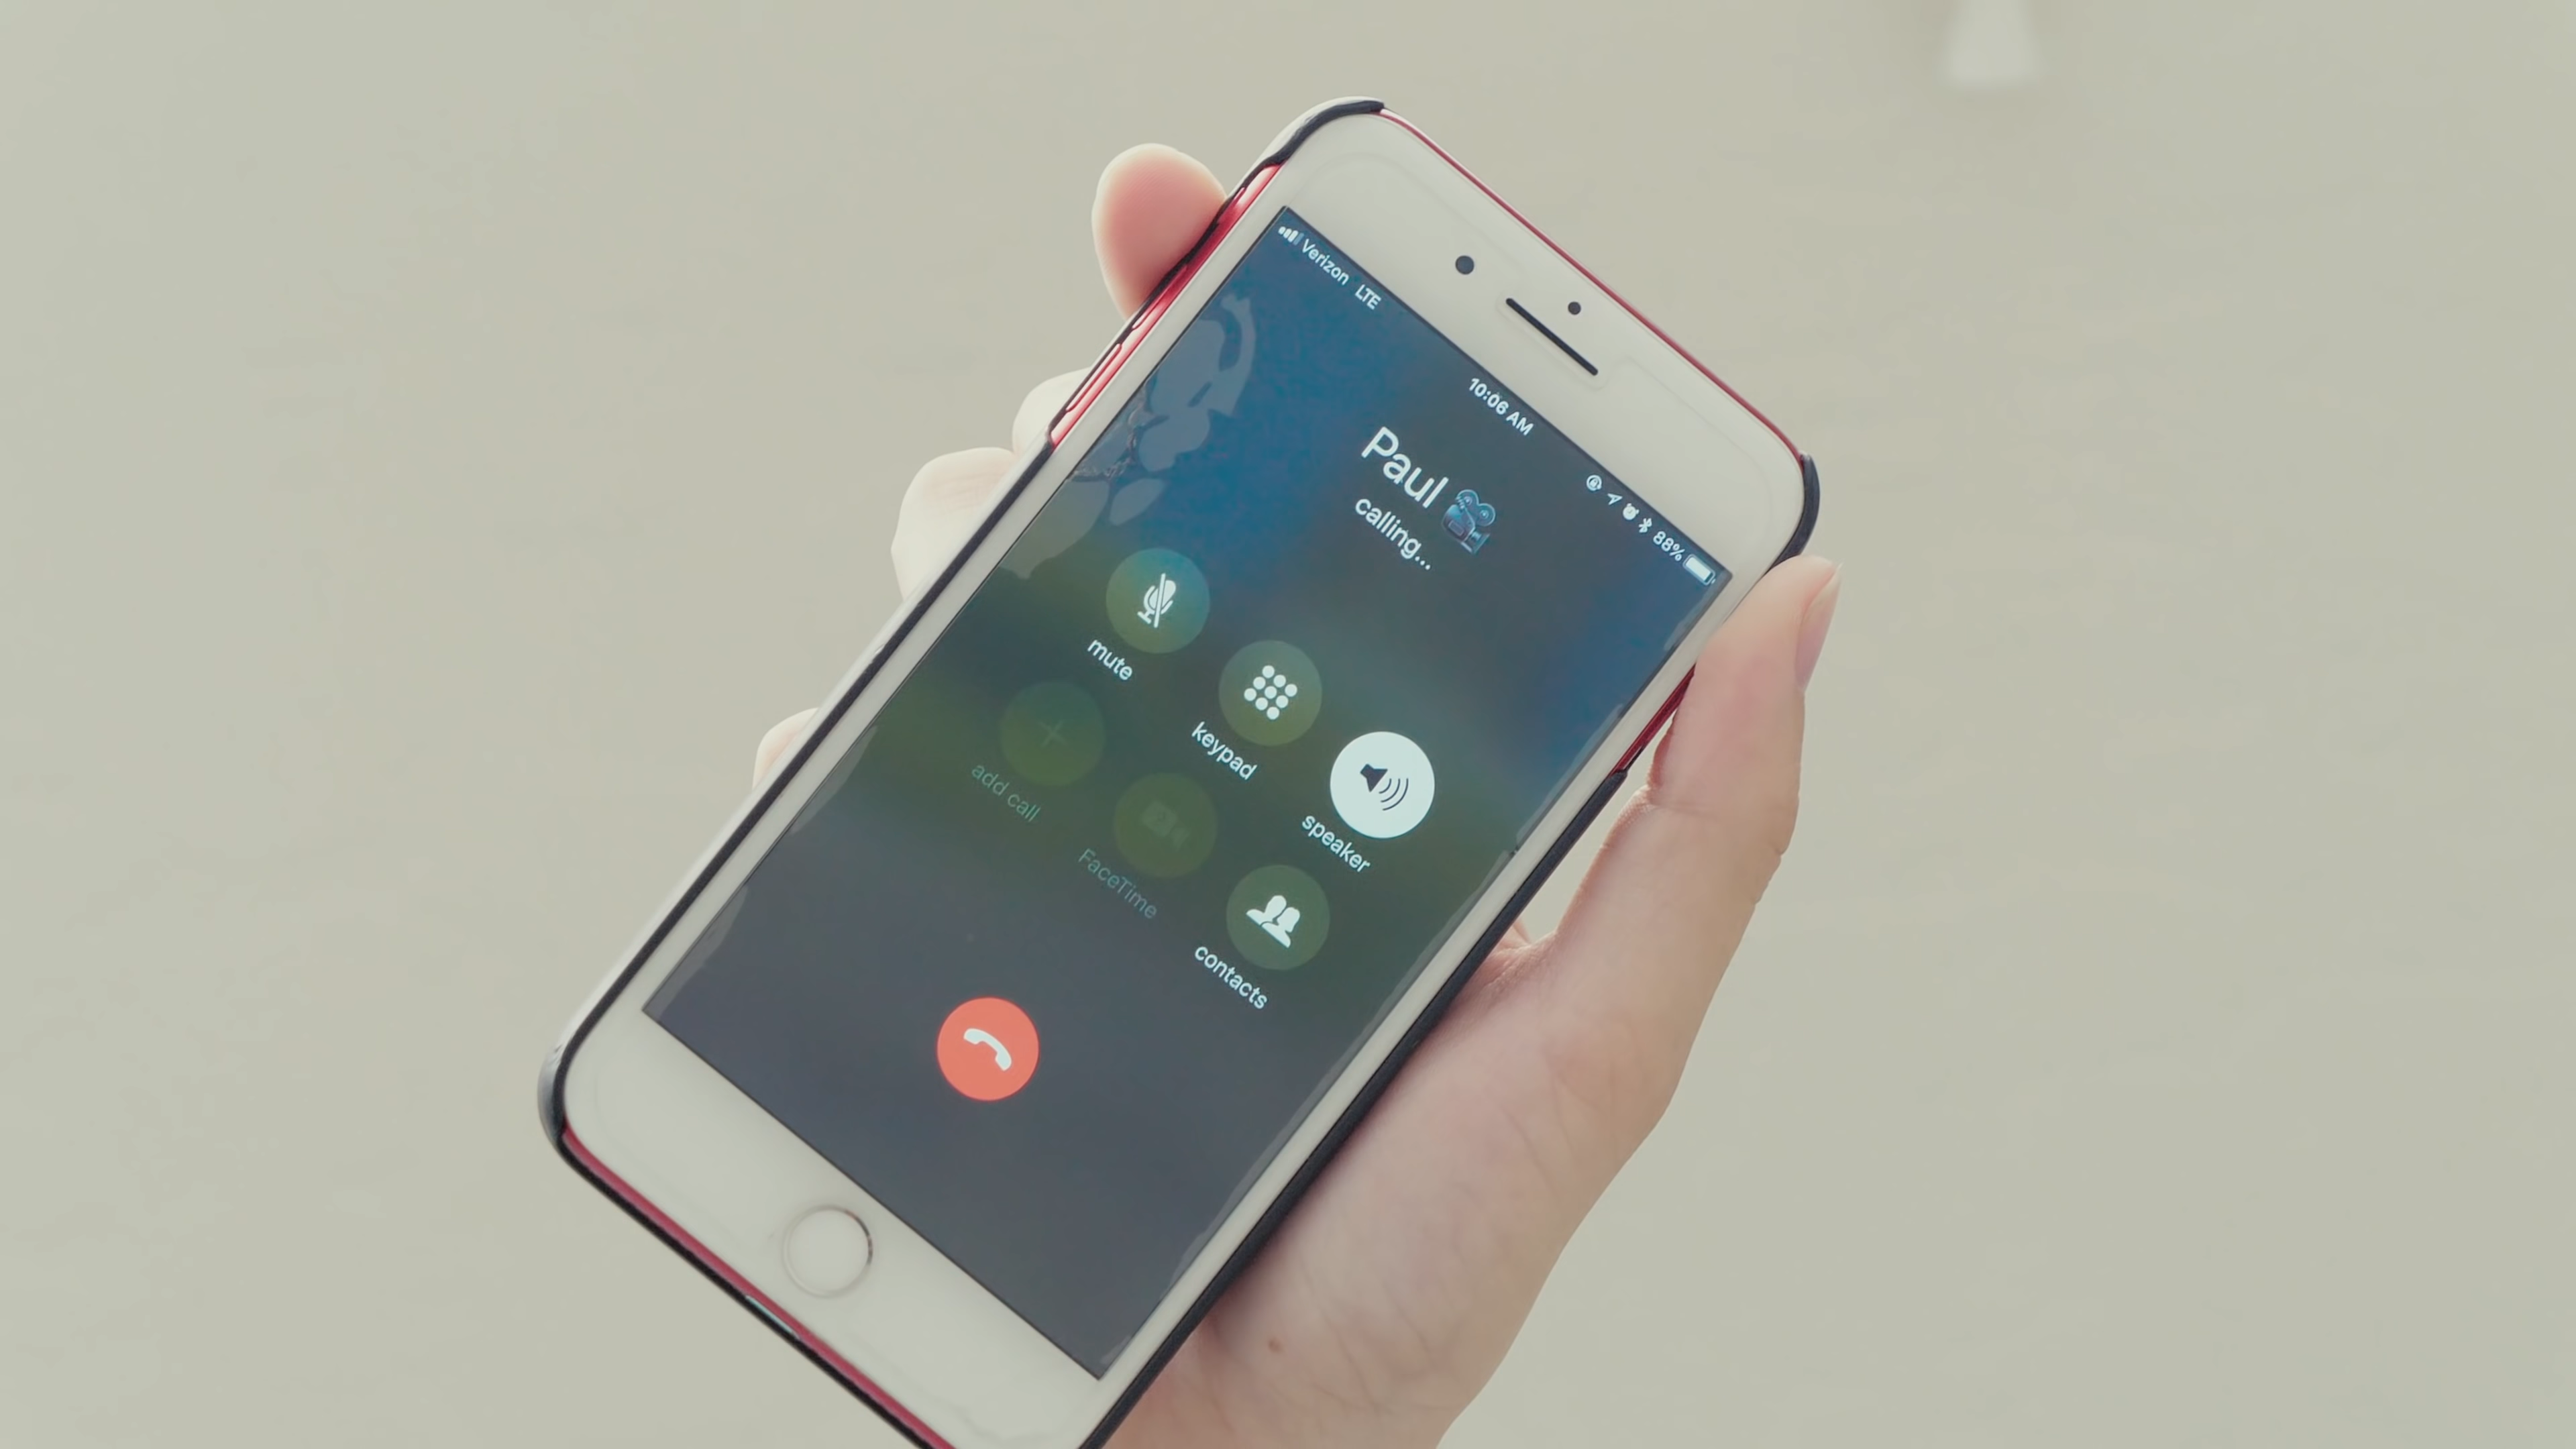 Verizon LTE
10:06 AM
88%
Paul 🎥
calling...
mute
keypad
speaker
add call
FaceTime
contacts